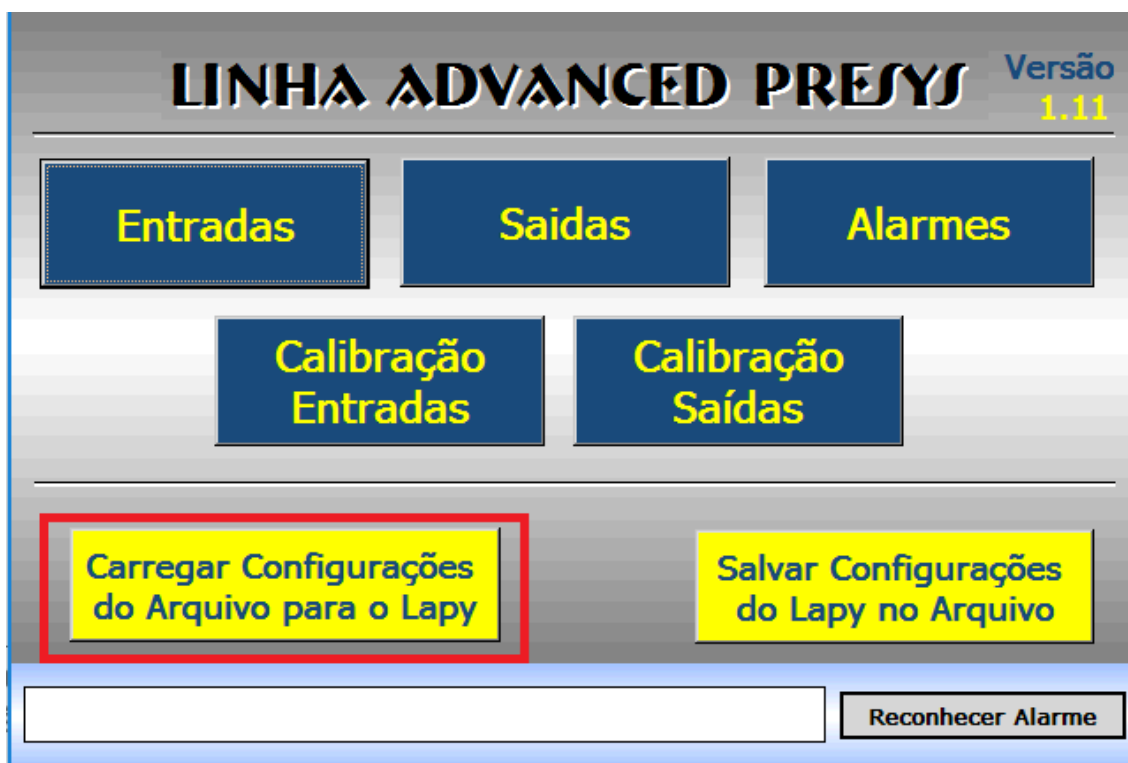 LINHA ADVANCED PRESYS
Versão
1.11
Entradas
Saidas
Alarmes
Calibração
Entradas
Calibração
Saídas
Carregar Configurações
do Arquivo para o Lapy
Salvar Configurações
do Lapy no Arquivo
Reconhecer Alarme